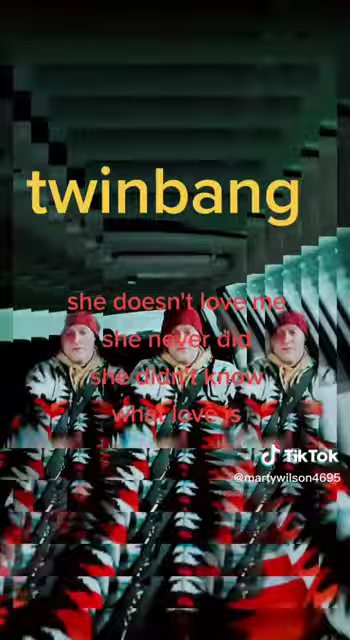 twinbang
she doesn't love me
she never did
she didn't know
what love is
TikTok
@martywilson4695